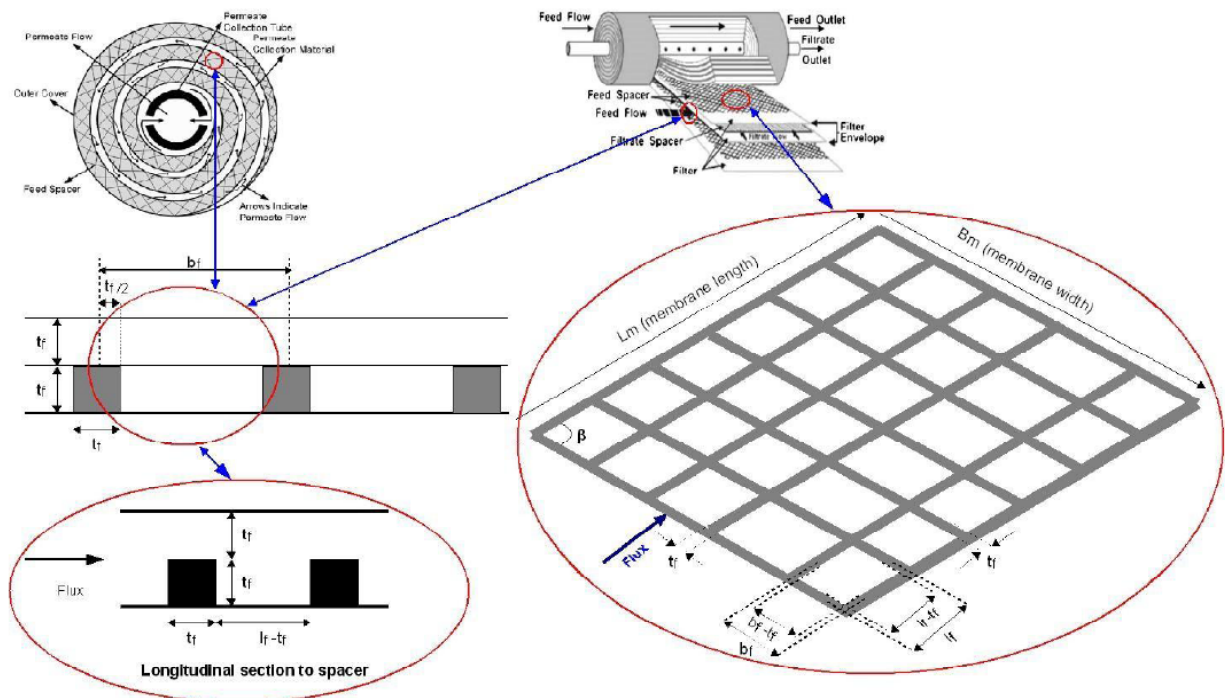 Permeate
Collection Tube
Permeate
Collection Material
Permeate Flow
Outer Cover
Feed Spacer
Arrows Indicate
Permeate Flow
Feed Flow
Feed Outlet
Filtrate
Outlet
Feed Spacer
Feed Flow
Filtrate Spacer
Filtrate Flow
Filter
Envelope
Filter
bf
tf/2
tf
tf
tf
Lm (membrane length)
Bm (membrane width)
β
Flux
tf
tf
bf-tf
bf
lf-tf
lf
tf
tf
Flux
tf
lf-tf
Longitudinal section to spacer